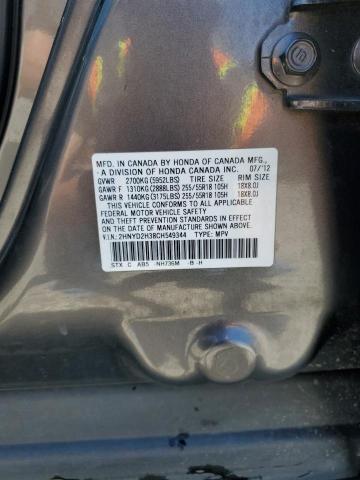 MFD. IN CANADA BY HONDA OF CANADA MFG.,
A DIVISION OF HONDA CANADA INC. 07/'12
GVWR 2700KG (5952LBS) TIRE SIZE RIM SIZE
GAWR F 1310KG (2888LBS) 255/55R18 105H 18X8.0J
GAWR R 1440KG (3175LBS) 255/55R18 105H 18X8.0J
THIS VEHICLE CONFORMS TO ALL APPLICABLE
FEDERAL MOTOR VEHICLE SAFETY
STANDARDS IN EFFECT ON THE DATE
OF MANUFACTURE SHOWN ABOVE.
V.I.N: 2HNYD2H38CH549344 TYPE: MPV
STX C AB5 NH736M -B -H